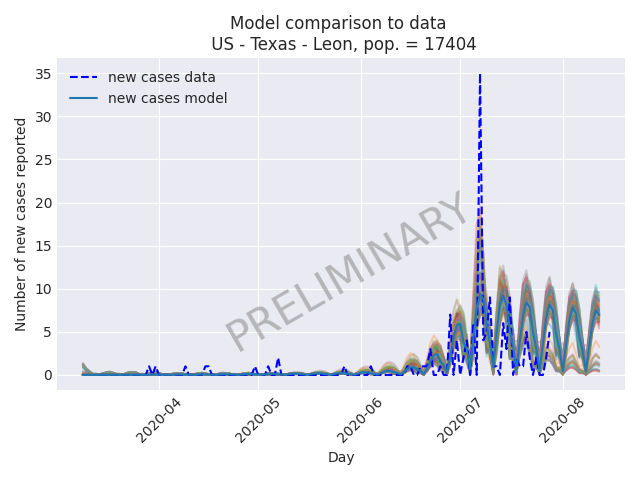 Model comparison to data
US - Texas - Leon, pop. = 17404
new cases data
new cases model
Number of new cases reported
35
30
25
20
15
10
5
0
PRELIMINARY
2020-04
2020-05
2020-06
2020-07
2020-08
Day